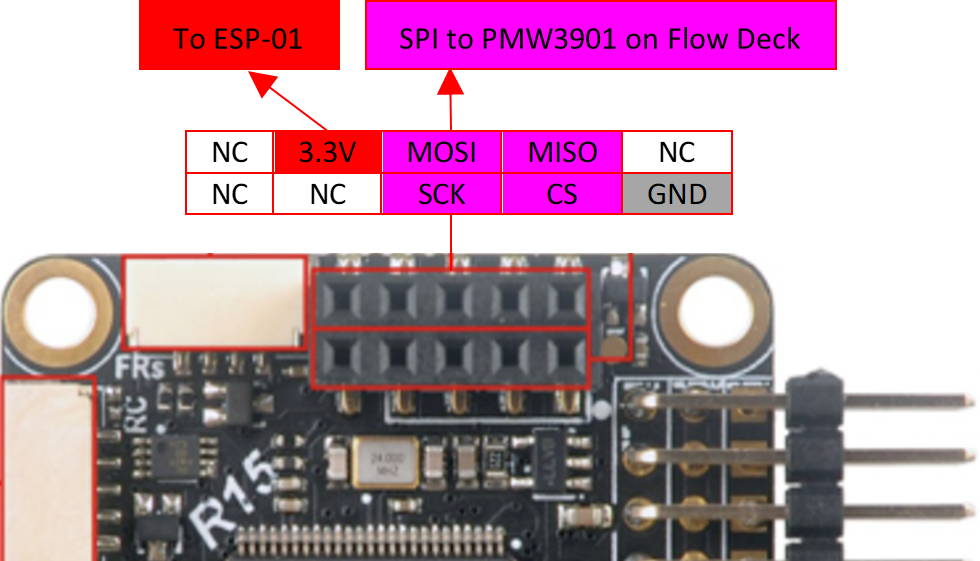 To ESP-01 SPI to PMW3901 on Flow Deck
NC 3.3V MOSI MISO NC
NC NC SCK CS GND
FRs
RC
R15
24.000
MHZ